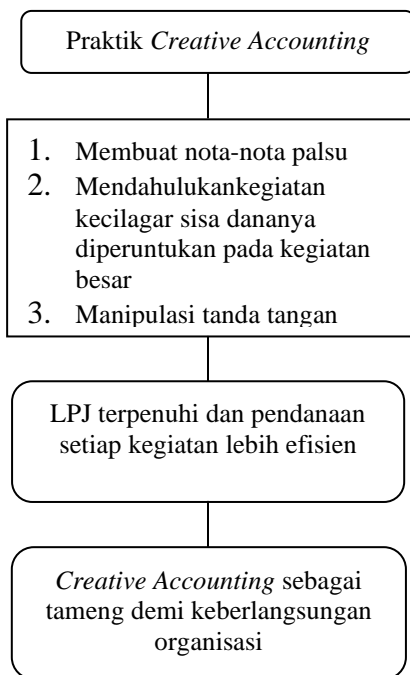 Praktik Creative Accounting
1. Membuat nota-nota palsu
2. Mendahulukankegiatan
kecilagar sisa dananya
diperuntukan pada kegiatan
besar
3. Manipulasi tanda tangan
LPJ terpenuhi dan pendanaan
setiap kegiatan lebih efisien
Creative Accounting sebagai
tameng demi keberlangsungan
organisasi